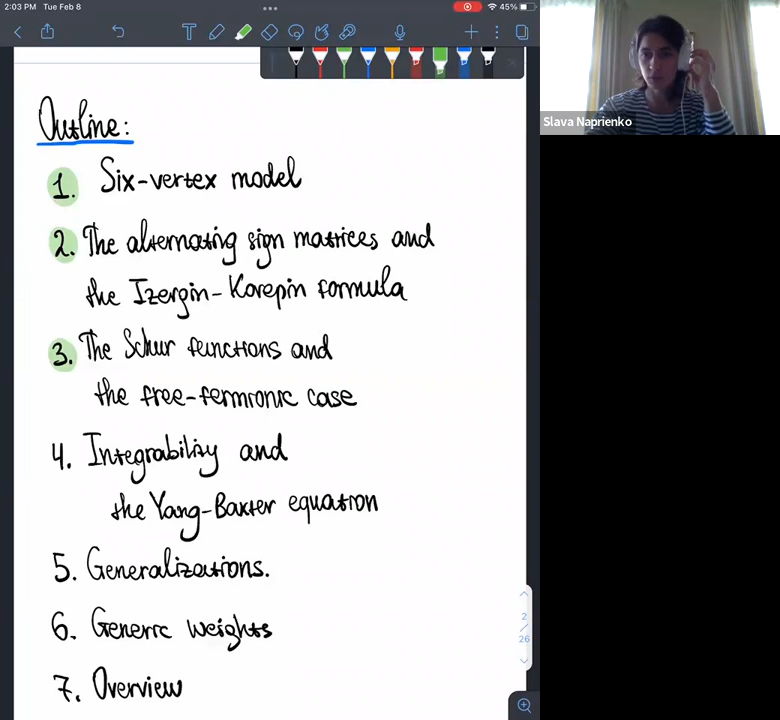 2:03 PM Tue Feb 8
45%
Outline:
1. Six-vertex model
2. The alternating sign matrices and
the Izergin-Korepin formula
3. The Schur functions and
the free-fermionic case
4. Integrability and
the Yang-Baxter equation
5. Generalizations.
6. Generic weights
7. Overview
2
/
26
Slava Naprienko